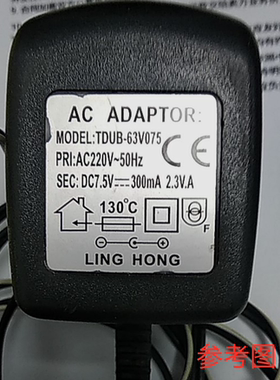 AC ADAPTOR:
MODEL:TDUB-63V075
PRI:AC220V~50Hz
CE
SEC:DC7.5V⎓300mA 2.3V.A
130°C
F
LING HONG
参考图